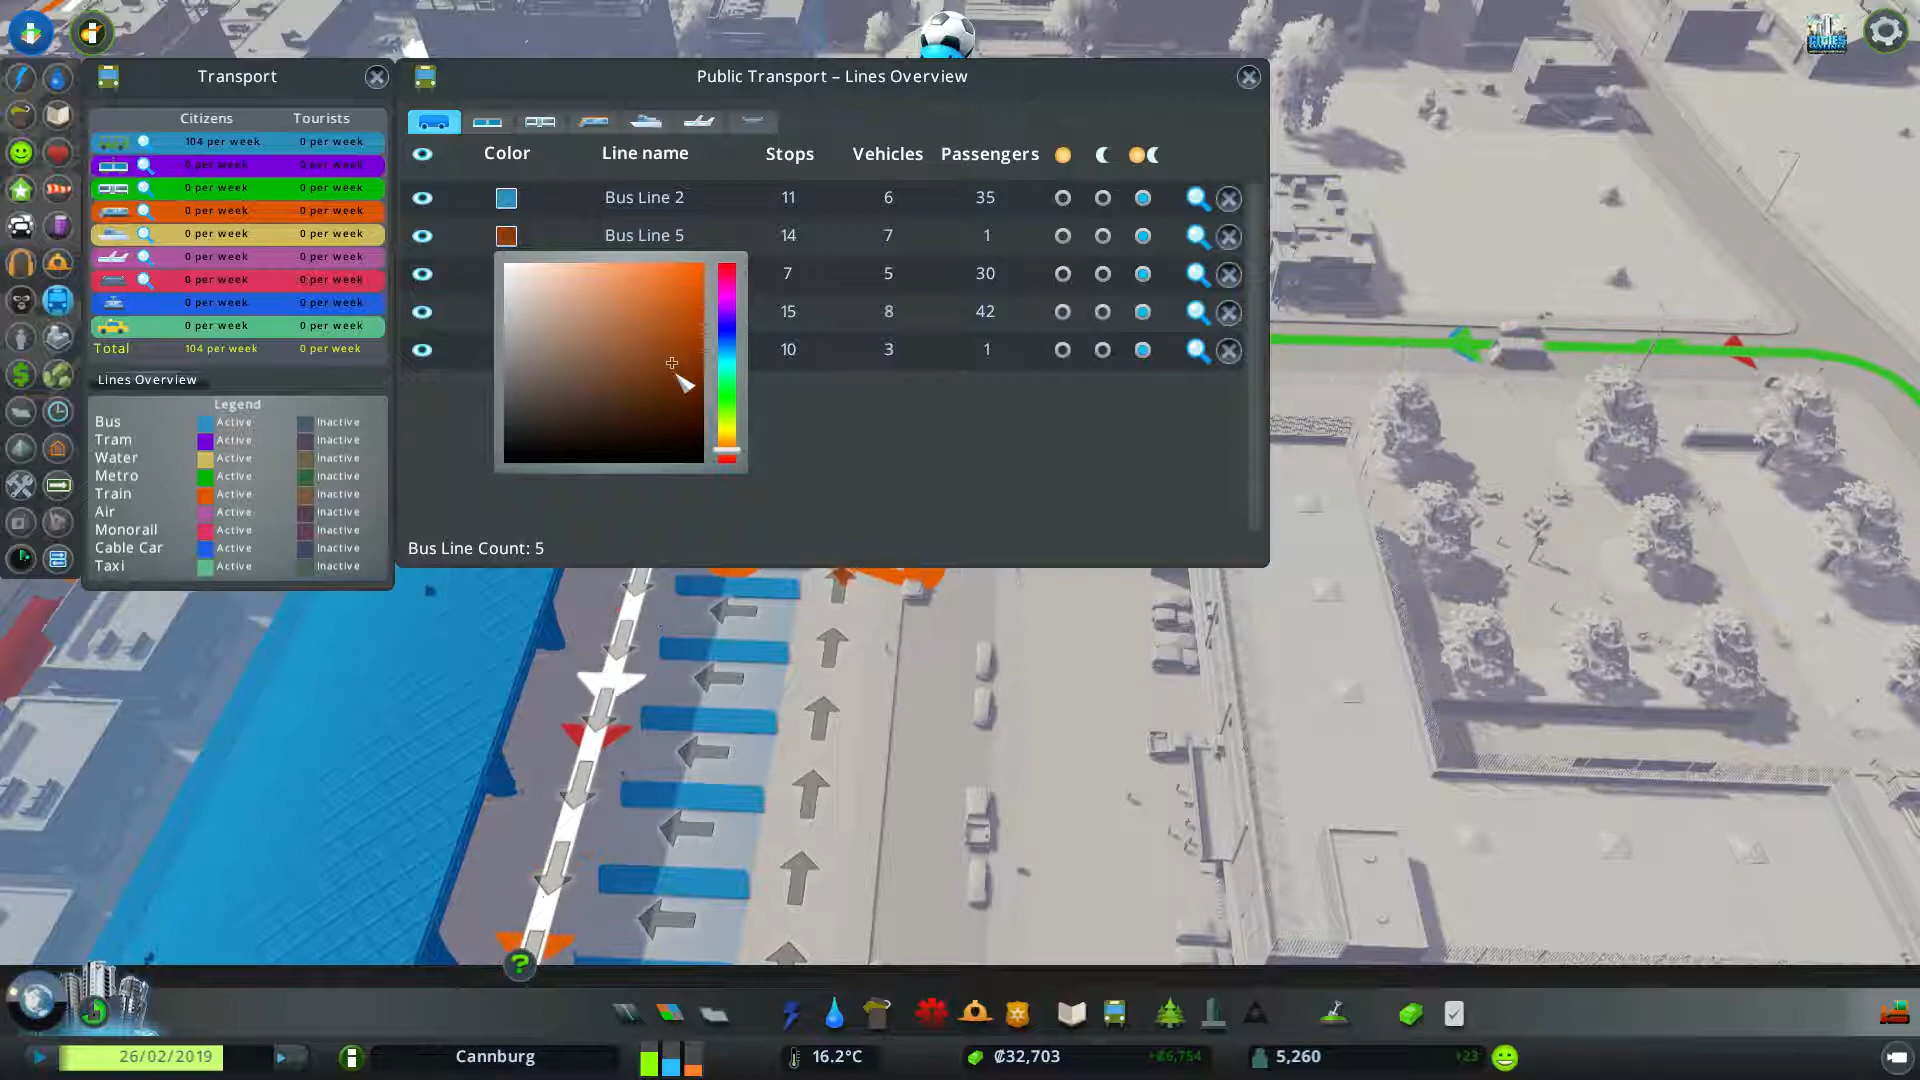 Transport
Citizens Tourists
104 per week 0 per week
0 per week 0 per week
0 per week 0 per week
0 per week 0 per week
0 per week 0 per week
0 per week 0 per week
0 per week 0 per week
0 per week 0 per week
0 per week 0 per week
Total 104 per week 0 per week
Lines Overview
Legend
Bus Active Inactive
Tram Active Inactive
Water Active Inactive
Metro Active Inactive
Train Active Inactive
Air Active Inactive
Monorail Active Inactive
Cable Car Active Inactive
Taxi Active Inactive
Public Transport – Lines Overview
Color Line name Stops Vehicles Passengers
Bus Line 2 11 6 35
Bus Line 5 14 7 1
7 5 30
15 8 42
10 3 1
Bus Line Count: 5
CITIES
?
26/02/2019
Cannburg
16.2°C
₡32,703
+₡6,754
5,260
+23